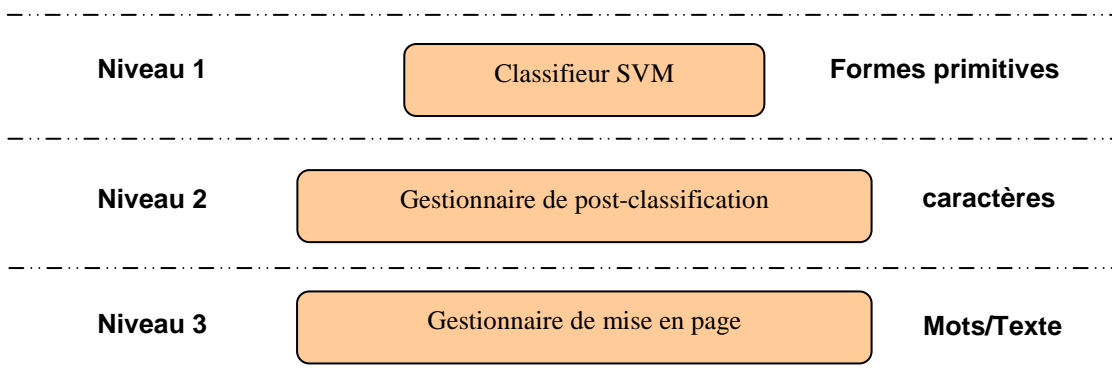 Niveau 1 Classifieur SVM Formes primitives
Niveau 2 Gestionnaire de post-classification caractères
Niveau 3 Gestionnaire de mise en page Mots/Texte